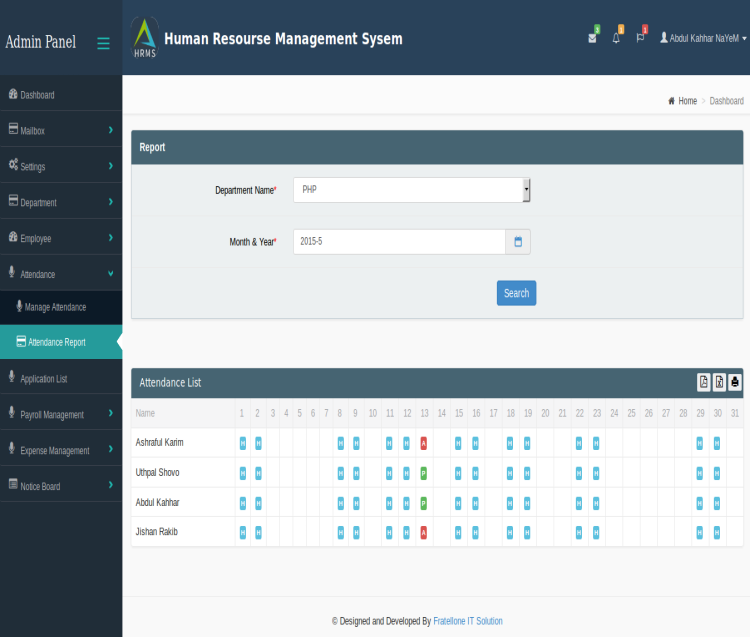 Admin Panel
HRMS
Human Resourse Management Sysem
Abdul Kahhar NaYeM
Dashboard
Mailbox
Settings
Department
Employee
Attendance
Manage Attendance
Attendance Report
Application List
Payroll Management
Expense Management
Notice Board
Home > Dashboard
Report
Department Name* PHP
Month & Year* 2015-5
Search
Attendance List
Name 1 2 3 4 5 6 7 8 9 10 11 12 13 14 15 16 17 18 19 20 21 22 23 24 25 26 27 28 29 30 31
Ashraful Karim H H H H H H A H H H H H H H H
Uthpal Shovo H H H H H H P H H H H H H H H
Abdul Kahhar H H H H H H P H H H H H H H H
Jishan Rakib H H H H H H A H H H H H H H H
© Designed and Developed By Fratellone IT Solution